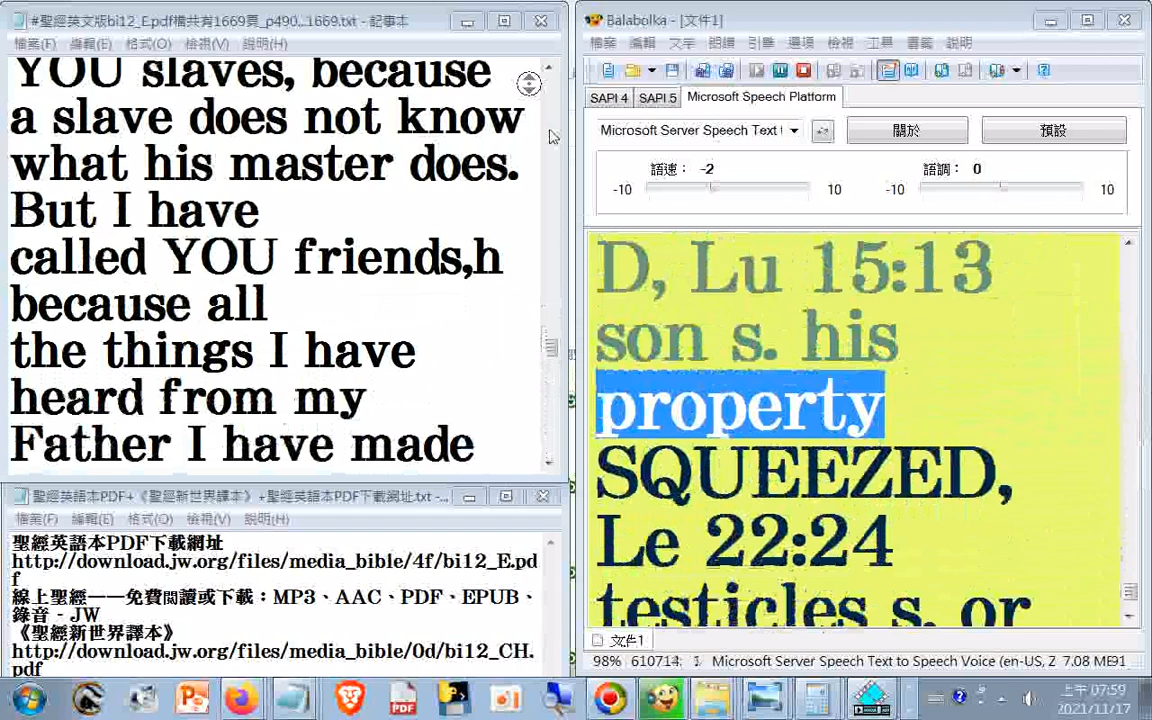 #聖經英文版bi12_E.pdf檔共有1669頁_p490,..1669.txt - 記事本
檔案(F) 編輯(E) 格式(O) 檢視(V) 說明(H)
YOU slaves, because
a slave does not know
what his master does.
But I have
called YOU friends,h
because all
the things I have
heard from my
Father I have made
聖經英語本PDF+《聖經新世界譯本》+聖經英語本PDF下載網址.txt - ...
檔案(F) 編輯(E) 格式(O) 檢視(V) 說明(H)
聖經英語本PDF下載網址
http://download.jw.org/files/media_bible/4f/bi12_E.pd
f
線上聖經——免費閱讀或下載：MP3、AAC、PDF、EPUB、
錄音 - JW
《聖經新世界譯本》
http://download.jw.org/files/media_bible/0d/bi12_CH.
pdf
Balabolka - [文件1]
檔案 編輯 文字 朗讀 引擎 選項 檢視 工具 書籤 說明
SAPI 4 SAPI 5 Microsoft Speech Platform
Microsoft Server Speech Text 關於 預設
語速： -2 語調： 0
-10 10 -10 10
D, Lu 15:13
son s. his
property
SQUEEZED,
Le 22:24
testicles s. or
文件1
98% 610714: 1 Microsoft Server Speech Text to Speech Voice (en-US, Z 7.08 ME91
PDF
上午 07:59
2021/11/17